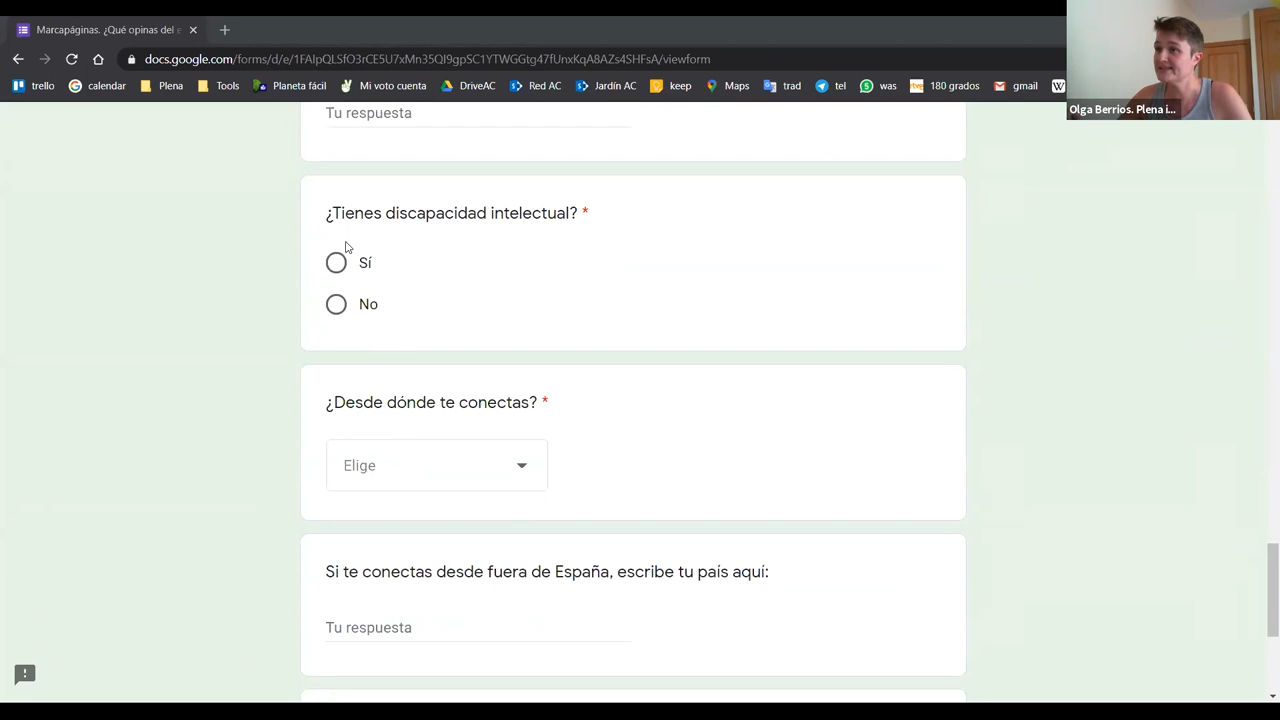 Marcapáginas. ¿Qué opinas del e
docs.google.com/forms/d/e/1FAIpQLSfO3rCE5U7xMn35QI9gpSC1YTWGGtg47fUnxKqA8AZs4SHFsA/viewform
trello calendar Plena Tools Planeta fácil Mi voto cuenta DriveAC Red AC Jardín AC keep Maps trad tel was rtve 180 grados gmail W
Olga Berrios. Plena i...
Tu respuesta
¿Tienes discapacidad intelectual? *
Sí
No
¿Desde dónde te conectas? *
Elige
Si te conectas desde fuera de España, escribe tu país aquí:
Tu respuesta